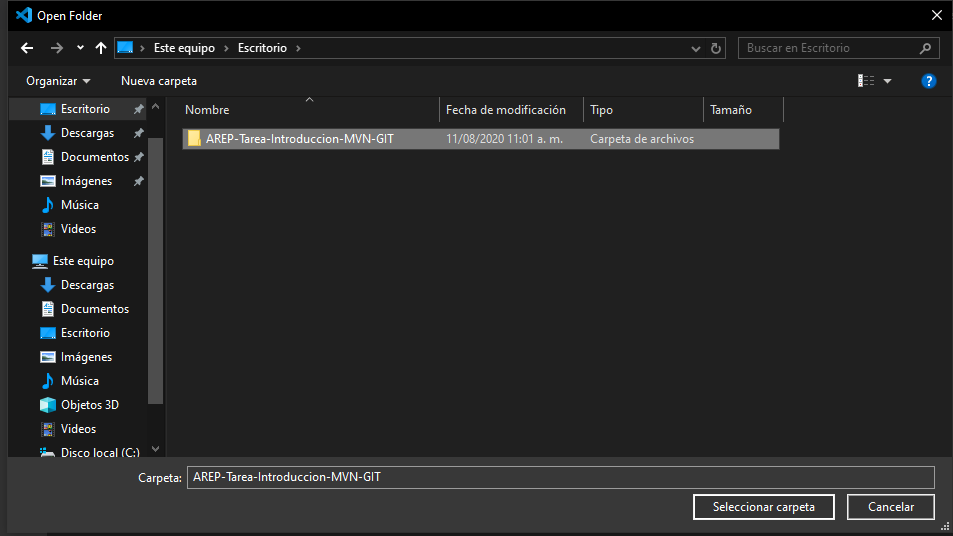 Open Folder
Este equipo > Escritorio >
Buscar en Escritorio
Organizar
Nueva carpeta
?
Escritorio
Descargas
Documentos
Imágenes
Música
Videos
Este equipo
Descargas
Documentos
Escritorio
Imágenes
Música
Objetos 3D
Videos
Disco local (C:)
Nombre
Fecha de modificación
Tipo
Tamaño
AREP-Tarea-Introduccion-MVN-GIT
11/08/2020 11:01 a. m.
Carpeta de archivos
Carpeta:
AREP-Tarea-Introduccion-MVN-GIT
Seleccionar carpeta
Cancelar